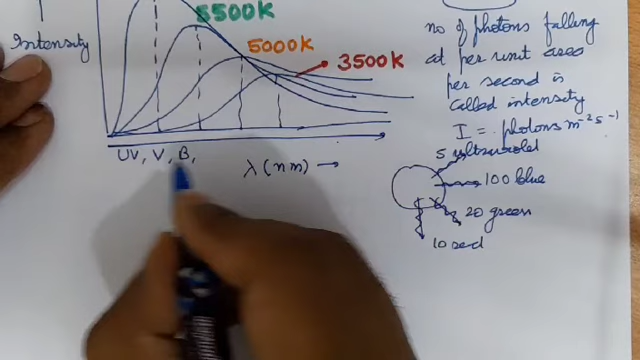 5500K
Intensity
5000K
3500K
UV, V, B,
λ (nm) →
no of photons falling
at per unit area
per second is
called intensity
I = photons m⁻² s⁻¹
5 ultraviolet
100 blue
20 green
10 red